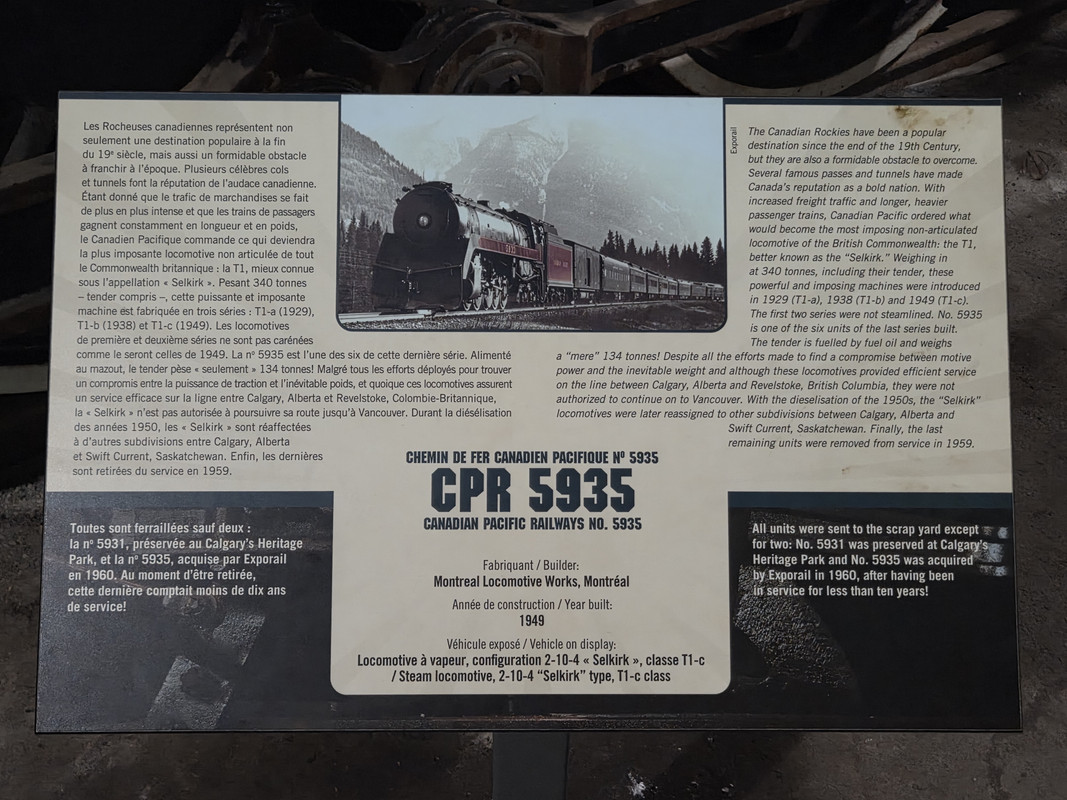 Les Rocheuses canadiennes représentent non
seulement une destination populaire à la fin
du 19e siècle, mais aussi un formidable obstacle
à franchir à l'époque. Plusieurs célèbres cols
et tunnels font la réputation de l'audace canadienne.
Étant donné que le trafic de marchandises se fait
de plus en plus intense et que les trains de passagers
gagnent constamment en longueur et en poids,
le Canadien Pacifique commande ce qui deviendra
la plus imposante locomotive non articulée de tout
le Commonwealth britannique : la T1, mieux connue
sous l'appellation « Selkirk ». Pesant 340 tonnes
– tender compris –, cette puissante et imposante
machine est fabriquée en trois séries : T1-a (1929),
T1-b (1938) et T1-c (1949). Les locomotives
de première et deuxième séries ne sont pas carénées
comme le seront celles de 1949. La no 5935 est l'une des six de cette dernière série. Alimenté
au mazout, le tender pèse « seulement » 134 tonnes! Malgré tous les efforts déployés pour trouver
un compromis entre la puissance de traction et l'inévitable poids, et quoique ces locomotives assurent
un service efficace sur la ligne entre Calgary, Alberta et Revelstoke, Colombie-Britannique,
la « Selkirk » n'est pas autorisée à poursuivre sa route jusqu'à Vancouver. Durant la diésélisation
des années 1950, les « Selkirk » sont réaffectées
à d'autres subdivisions entre Calgary, Alberta
et Swift Current, Saskatchewan. Enfin, les dernières
sont retirées du service en 1959.
Exporail
The Canadian Rockies have been a popular
destination since the end of the 19th Century,
but they are also a formidable obstacle to overcome.
Several famous passes and tunnels have made
Canada's reputation as a bold nation. With
increased freight traffic and longer, heavier
passenger trains, Canadian Pacific ordered what
would become the most imposing non-articulated
locomotive of the British Commonwealth: the T1,
better known as the "Selkirk." Weighing in
at 340 tonnes, including their tender, these
powerful and imposing machines were introduced
in 1929 (T1-a), 1938 (T1-b) and 1949 (T1-c).
The first two series were not streamlined. No. 5935
is one of the six units of the last series built.
The tender is fuelled by fuel oil and weighs
a "mere" 134 tonnes! Despite all the efforts made to find a compromise between motive
power and the inevitable weight and although these locomotives provided efficient service
on the line between Calgary, Alberta and Revelstoke, British Columbia, they were not
authorized to continue on to Vancouver. With the dieselisation of the 1950s, the "Selkirk"
locomotives were later reassigned to other subdivisions between Calgary, Alberta and
Swift Current, Saskatchewan. Finally, the last
remaining units were removed from service in 1959.
CHEMIN DE FER CANADIEN PACIFIQUE No 5935
CPR 5935
CANADIAN PACIFIC RAILWAYS NO. 5935
Fabriquant / Builder:
Montreal Locomotive Works, Montréal
Année de construction / Year built:
1949
Véhicule exposé / Vehicle on display:
Locomotive à vapeur, configuration 2-10-4 « Selkirk », classe T1-c
/ Steam locomotive, 2-10-4 "Selkirk" type, T1-c class
Toutes sont ferraillées sauf deux :
la no 5931, préservée au Calgary's Heritage
Park, et la no 5935, acquise par Exporail
en 1960. Au moment d'être retirée,
cette dernière comptait moins de dix ans
de service!
All units were sent to the scrap yard except
for two: No. 5931 was preserved at Calgary's
Heritage Park and No. 5935 was acquired
by Exporail in 1960, after having been
in service for less than ten years!